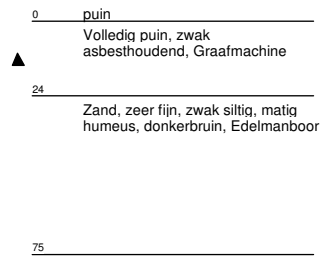 0 puin
Volledig puin, zwak
asbesthoudend, Graafmachine
24
Zand, zeer fijn, zwak siltig, matig
humeus, donkerbruin, Edelmanboor
75